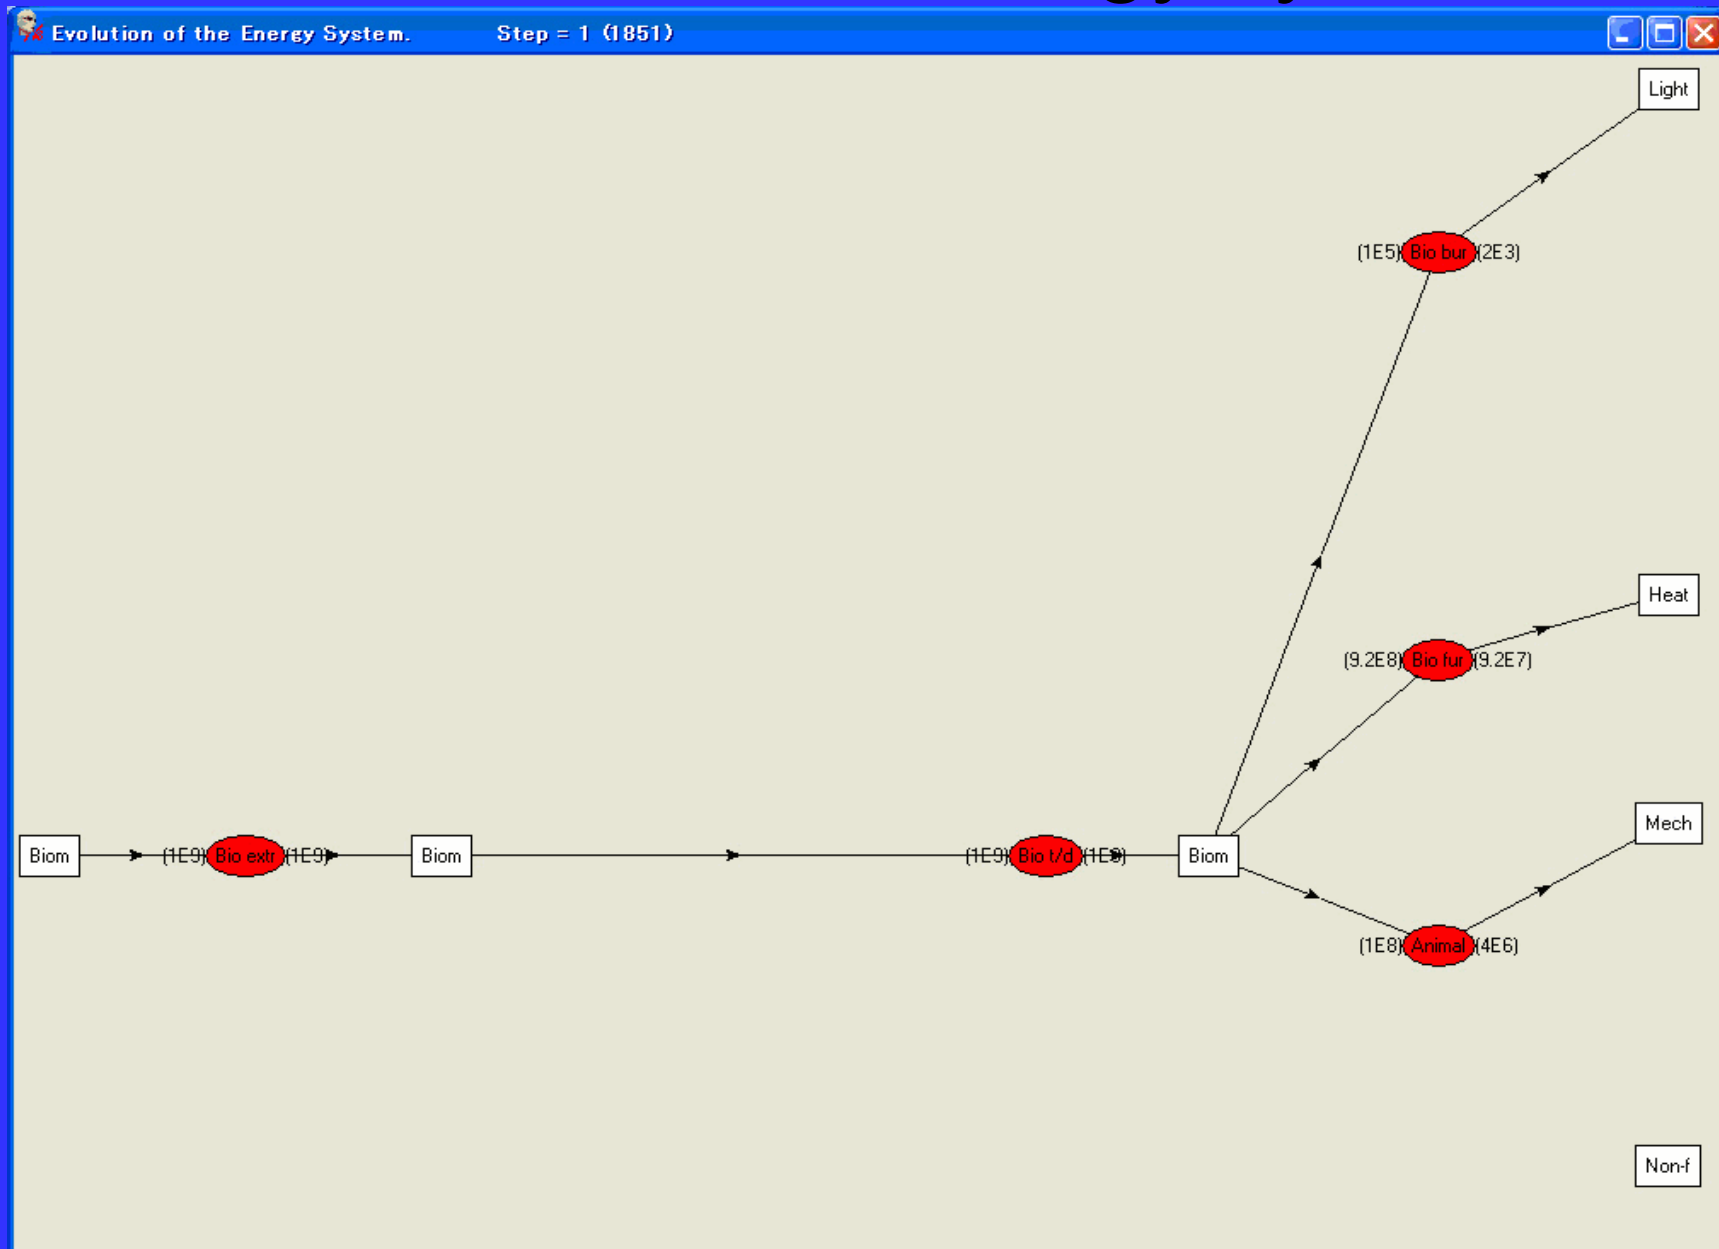 Evolution of the Energy System. Step = 1 (1851)
Light
(1E5) Bio bur (2E3)
Heat
(9.2E8) Bio fur (9.2E7)
Mech
Biom (1E9) Bio extr (1E9) Biom (1E9) Bio t/d Biom
(1E8) Animal (4E6)
Non-f